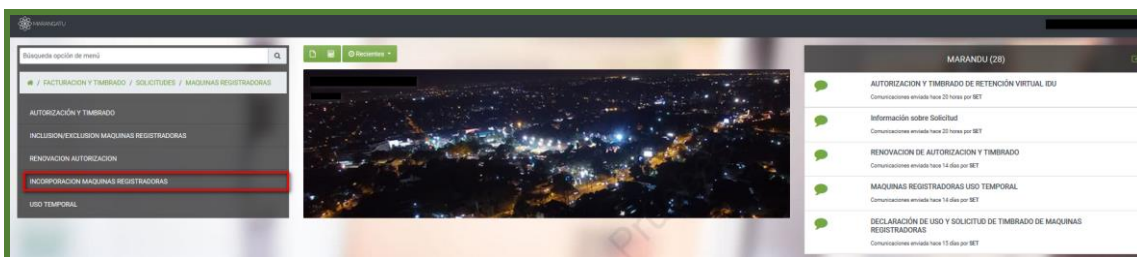 MARANGATU
Búsqueda opción de menú
/ FACTURACION Y TIMBRADO / SOLICITUDES / MAQUINAS REGISTRADORAS
AUTORIZACIÓN Y TIMBRADO
INCLUSION/EXCLUSION MAQUINAS REGISTRADORAS
RENOVACION AUTORIZACION
INCORPORACION MAQUINAS REGISTRADORAS
USO TEMPORAL
Recientes
MARANDU (28)
AUTORIZACION Y TIMBRADO DE RETENCIÓN VIRTUAL IDU
Comunicaciones enviada hace 20 horas por SET
Información sobre Solicitud
Comunicaciones enviada hace 20 horas por SET
RENOVACION DE AUTORIZACION Y TIMBRADO
Comunicaciones enviada hace 14 días por SET
MAQUINAS REGISTRADORAS USO TEMPORAL
Comunicaciones enviada hace 14 días por SET
DECLARACIÓN DE USO Y SOLICITUD DE TIMBRADO DE MAQUINAS
REGISTRADORAS
Comunicaciones enviada hace 15 días por SET